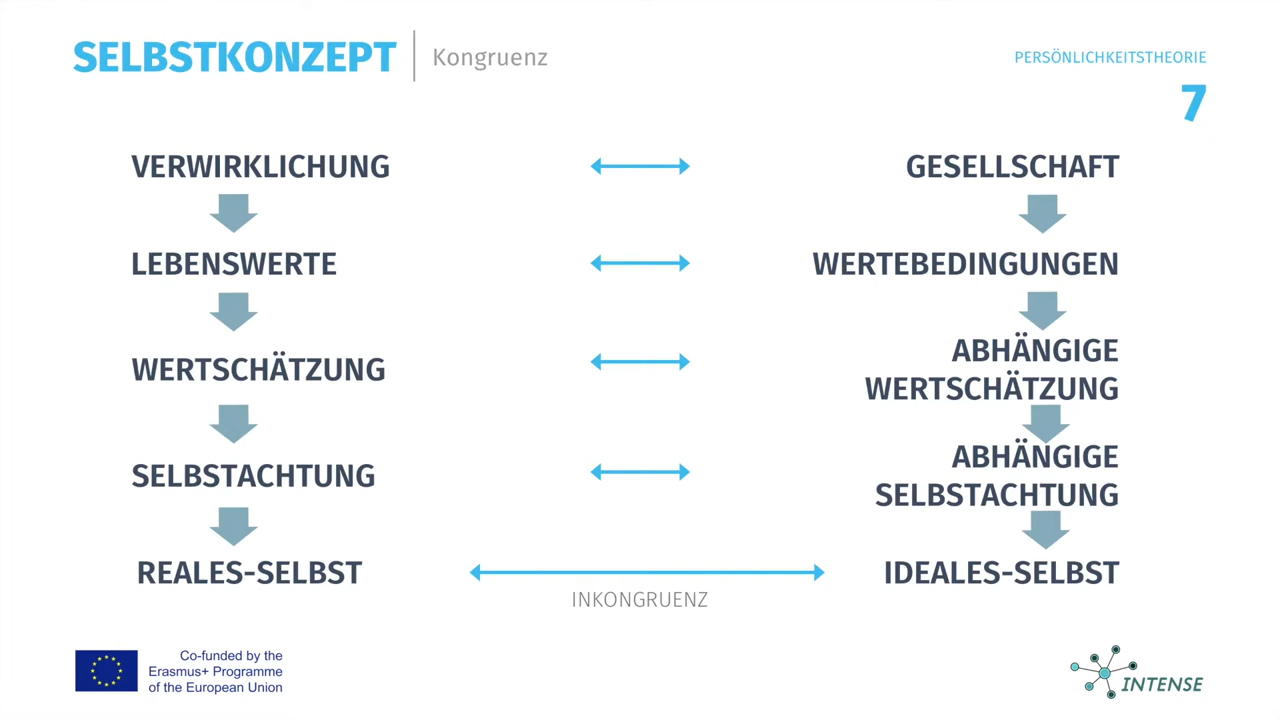 SELBSTKONZEPT
Kongruenz
PERSÖNLICHKEITSTHEORIE
7
VERWIRKLICHUNG
GESELLSCHAFT
LEBENSWERTE
WERTEBEDINGUNGEN
WERTSCHÄTZUNG
ABHÄNGIGE
WERTSCHÄTZUNG
SELBSTACHTUNG
ABHÄNGIGE
SELBSTACHTUNG
REALES-SELBST
IDEALES-SELBST
INKONGRUENZ
Co-funded by the
Erasmus+ Programme
of the European Union
INTENSE